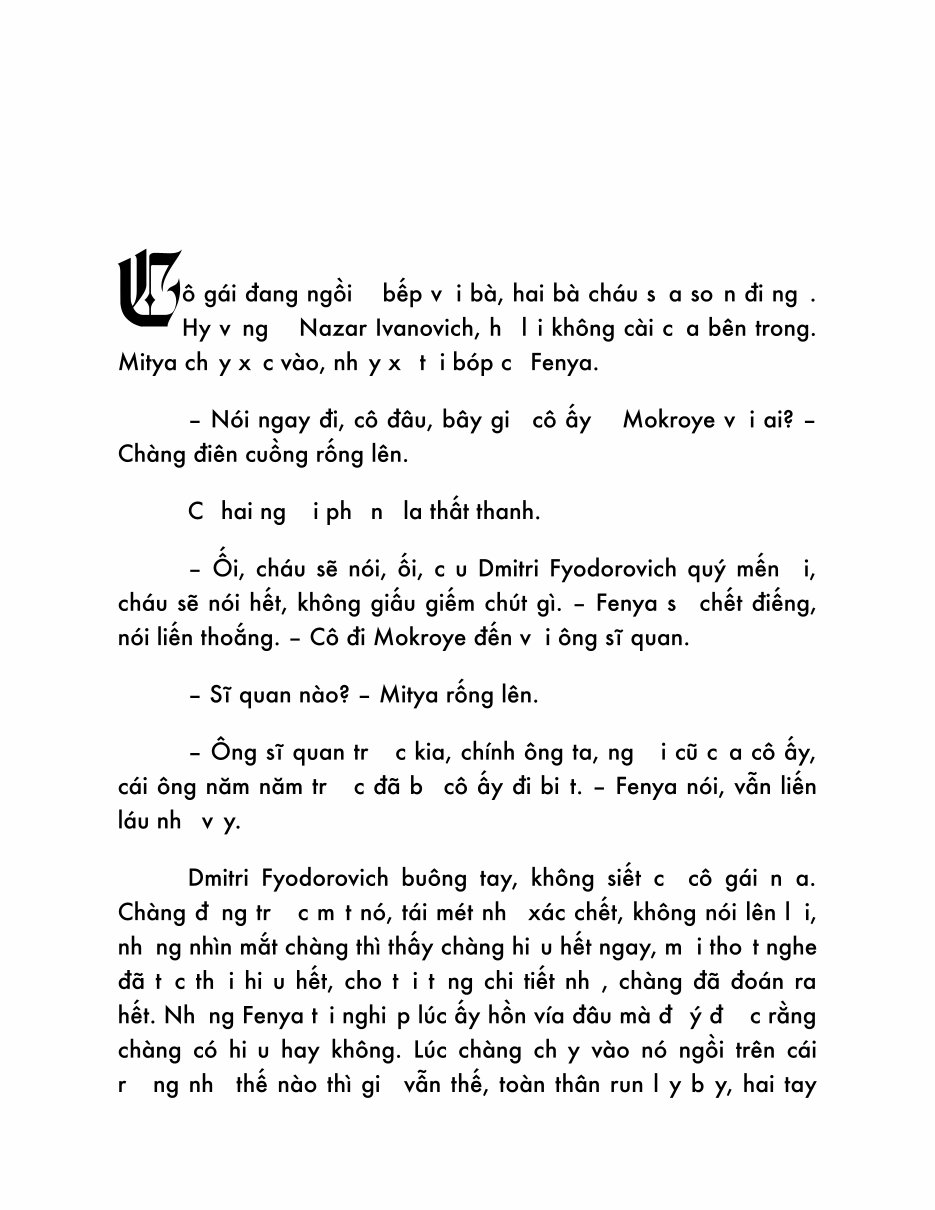 Cô gái đang ngồi   bếp v i bà, hai bà cháu s a so n đi ng .
Hy v ng   Nazar Ivanovich, h  l i không cài c a bên trong.
Mitya ch y x c vào, nh y x  t i bóp c  Fenya.
– Nói ngay đi, cô đâu, bây gi  cô ấy   Mokroye v i ai? –
Chàng điên cuồng rống lên.
C  hai ng  i ph  n  la thất thanh.
– Ối, cháu sẽ nói, ối, c u Dmitri Fyodorovich quý mến  i,
cháu sẽ nói hết, không giấu giếm chút gì. – Fenya s  chết điếng,
nói liến thoắng. – Cô đi Mokroye đến v i ông sĩ quan.
– Sĩ quan nào? – Mitya rống lên.
– Ông sĩ quan tr  c kia, chính ông ta, ng  i cũ c a cô ấy,
cái ông năm năm tr  c đã b  cô ấy đi bi t. – Fenya nói, vẫn liến
láu nh  v y.
Dmitri Fyodorovich buông tay, không siết c  cô gái n a.
Chàng đ ng tr  c m t nó, tái mét nh  xác chết, không nói lên l i,
nh ng nhìn mắt chàng thì thấy chàng hi u hết ngay, m i tho t nghe
đã t c th i hi u hết, cho t i t ng chi tiết nh , chàng đã đoán ra
hết. Nh ng Fenya t i nghi p lúc ấy hồn vía đâu mà đ  ý đ  c rằng
chàng có hi u hay không. Lúc chàng ch y vào nó ngồi trên cái
r  ng nh  thế nào thì gi  vẫn thế, toàn thân run l y b y, hai tay